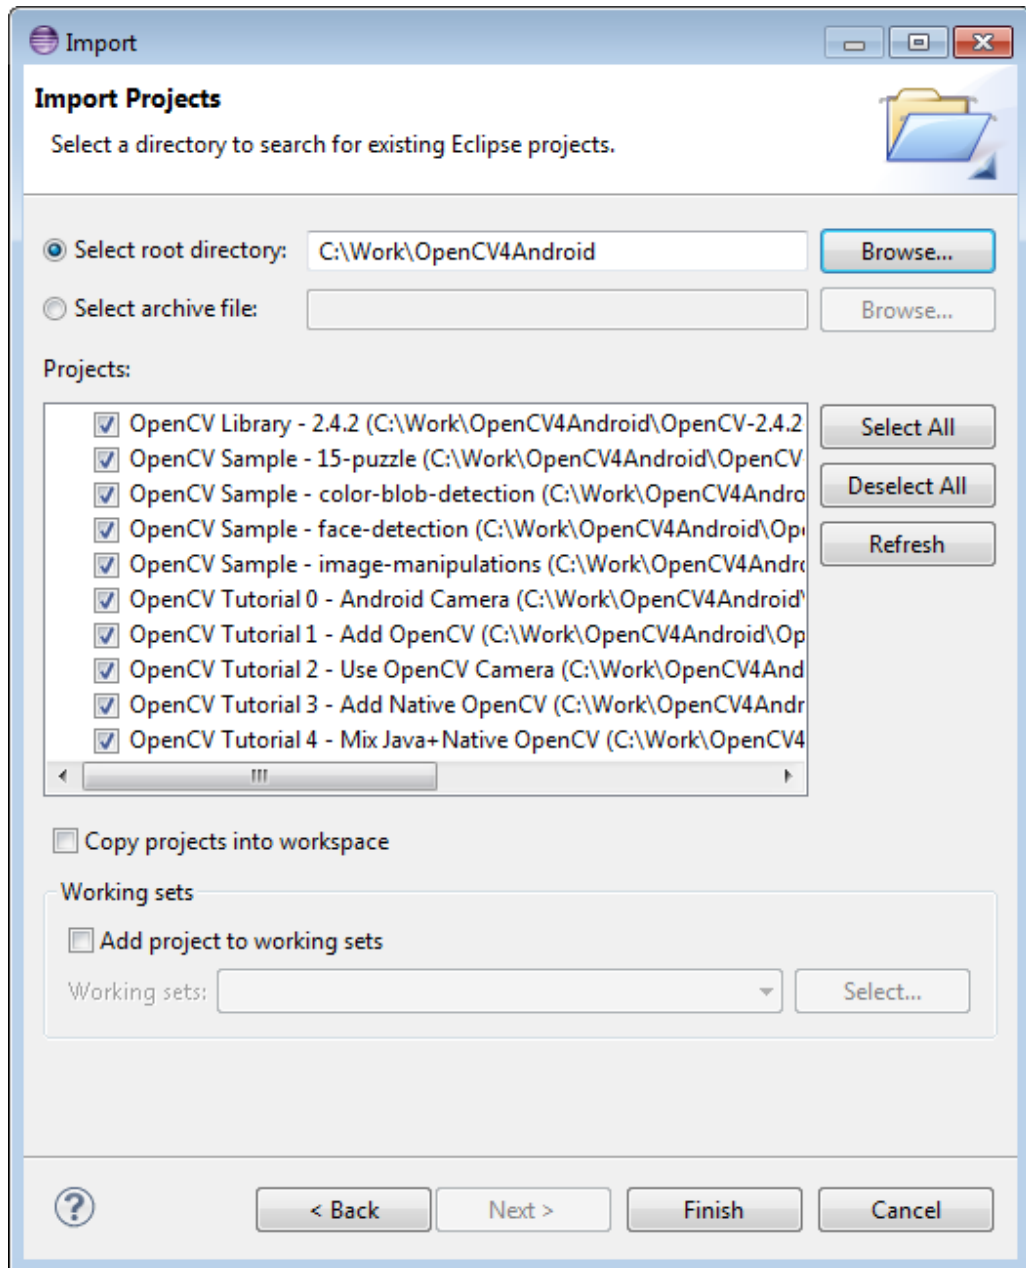 Import
Import Projects
Select a directory to search for existing Eclipse projects.
Select root directory: C:\Work\OpenCV4Android Browse...
Select archive file: Browse...
Projects:
OpenCV Library - 2.4.2 (C:\Work\OpenCV4Android\OpenCV-2.4.2
OpenCV Sample - 15-puzzle (C:\Work\OpenCV4Android\OpenCV
OpenCV Sample - color-blob-detection (C:\Work\OpenCV4Andro
OpenCV Sample - face-detection (C:\Work\OpenCV4Android\Ope
OpenCV Sample - image-manipulations (C:\Work\OpenCV4Andro
OpenCV Tutorial 0 - Android Camera (C:\Work\OpenCV4Android\
OpenCV Tutorial 1 - Add OpenCV (C:\Work\OpenCV4Android\Op
OpenCV Tutorial 2 - Use OpenCV Camera (C:\Work\OpenCV4And
OpenCV Tutorial 3 - Add Native OpenCV (C:\Work\OpenCV4Andr
OpenCV Tutorial 4 - Mix Java+Native OpenCV (C:\Work\OpenCV4
Select All
Deselect All
Refresh
Copy projects into workspace
Working sets
Add project to working sets
Working sets: Select...
? < Back Next > Finish Cancel